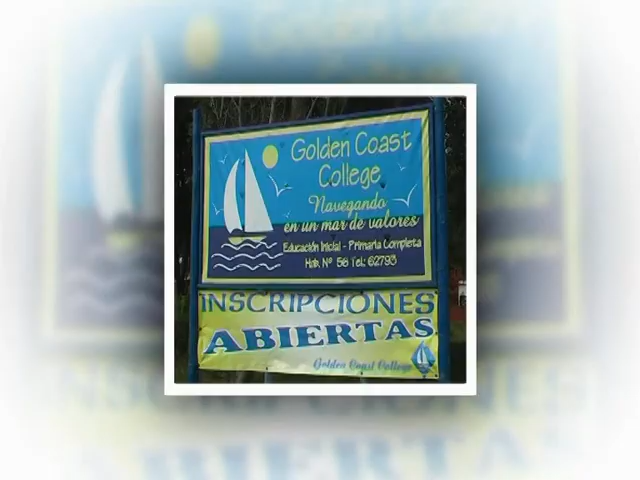 Golden Coast
College
Navegando
en un mar de valores
Educación Inicial - Primaria Completa
Hab. Nº 56 Tel: 62793
INSCRIPCIONES
ABIERTAS
Golden Coast College